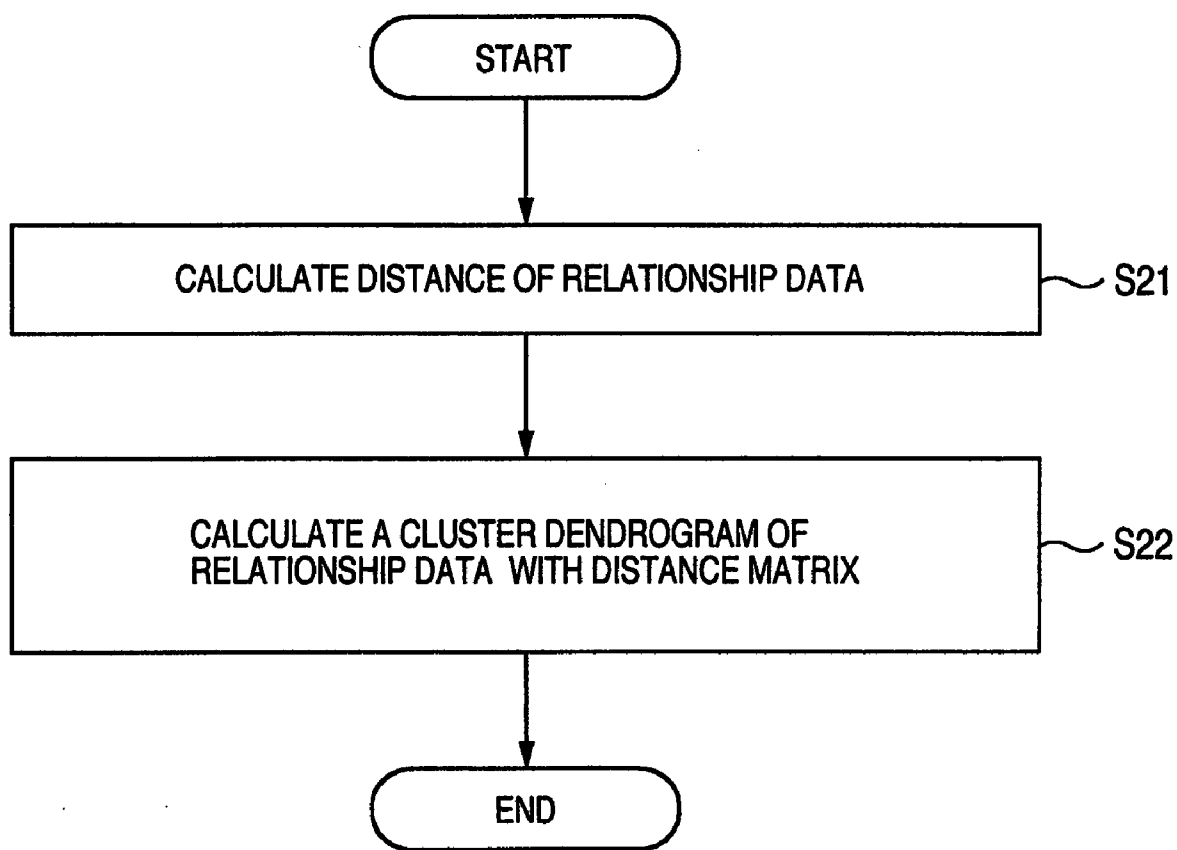 START
CALCULATE DISTANCE OF RELATIONSHIP DATA
S21
CALCULATE A CLUSTER DENDROGRAM OF
RELATIONSHIP DATA WITH DISTANCE MATRIX
S22
END